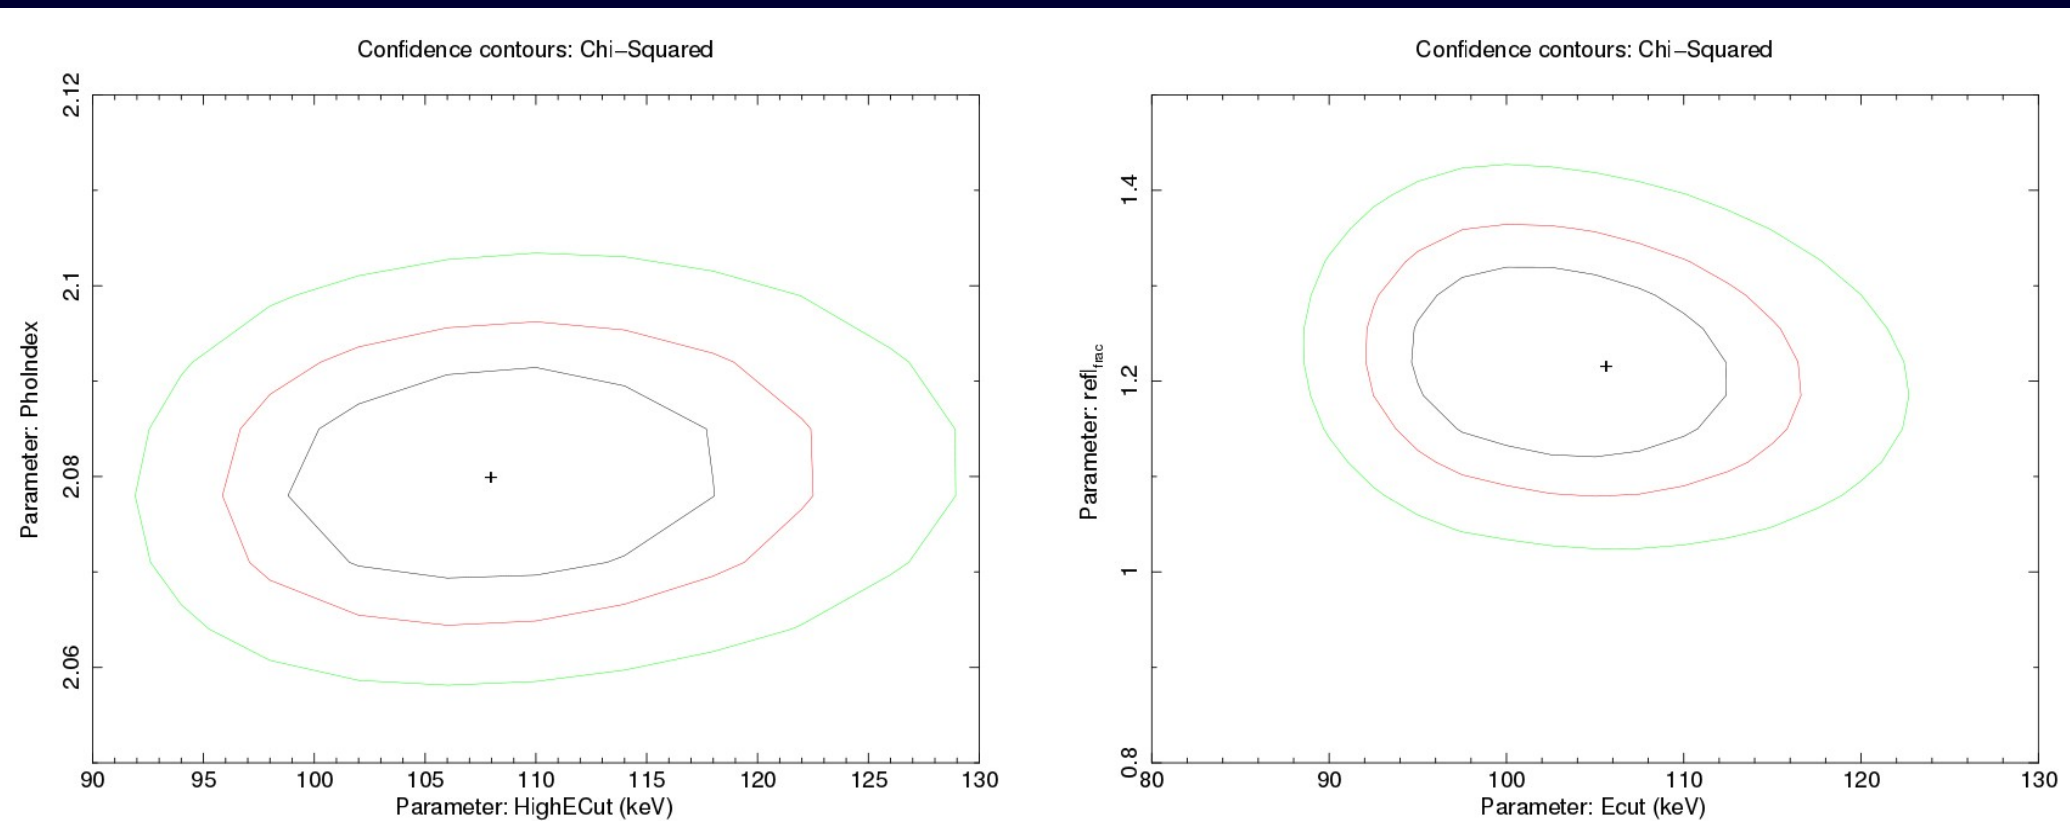 Confidence contours: Chi−Squared
2.12
2.1
2.08
2.06
Parameter: PhoIndex
90 95 100 105 110 115 120 125 130
Parameter: HighECut (keV)
Confidence contours: Chi−Squared
1.4
1.2
1
0.8
Parameter: refl_frac
80 90 100 110 120 130
Parameter: Ecut (keV)